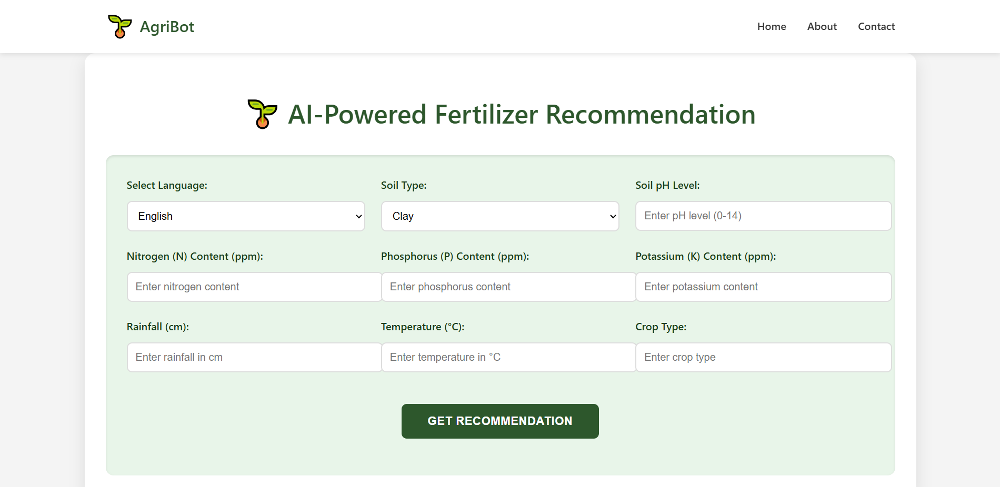 AgriBot
Home About Contact
AI-Powered Fertilizer Recommendation
Select Language: Soil Type: Soil pH Level:
English Clay Enter pH level (0-14)
Nitrogen (N) Content (ppm): Phosphorus (P) Content (ppm): Potassium (K) Content (ppm):
Enter nitrogen content Enter phosphorus content Enter potassium content
Rainfall (cm): Temperature (°C): Crop Type:
Enter rainfall in cm Enter temperature in °C Enter crop type
GET RECOMMENDATION